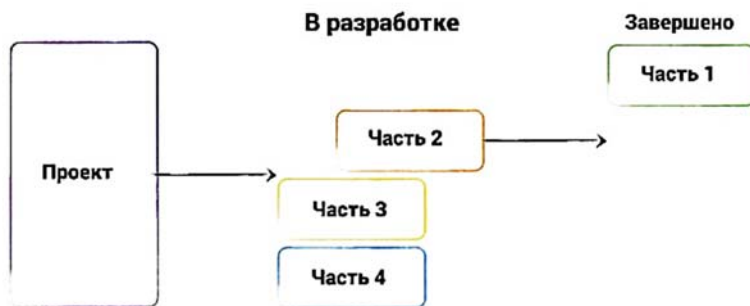 В разработке
Завершено
Часть 1
Часть 2
Проект
Часть 3
Часть 4